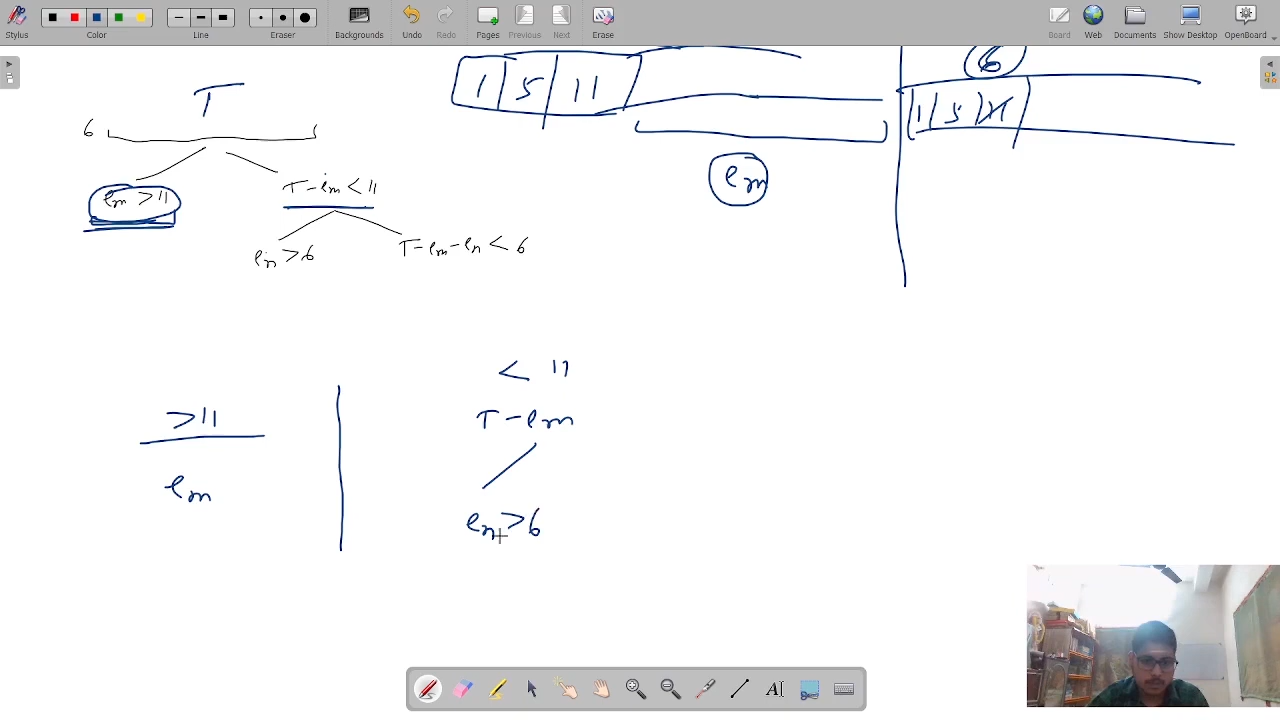 Stylus
Color
Line
Eraser
Backgrounds
Undo
Redo
Pages
Previous
Next
Erase
Board
Web
Documents
Show Desktop
OpenBoard
T
6
1 5 11
6
1 5
em
em > 11
T - em < 11
en > 6
T - em - en < 6
< 11
> 11
T - em
em
en > 6